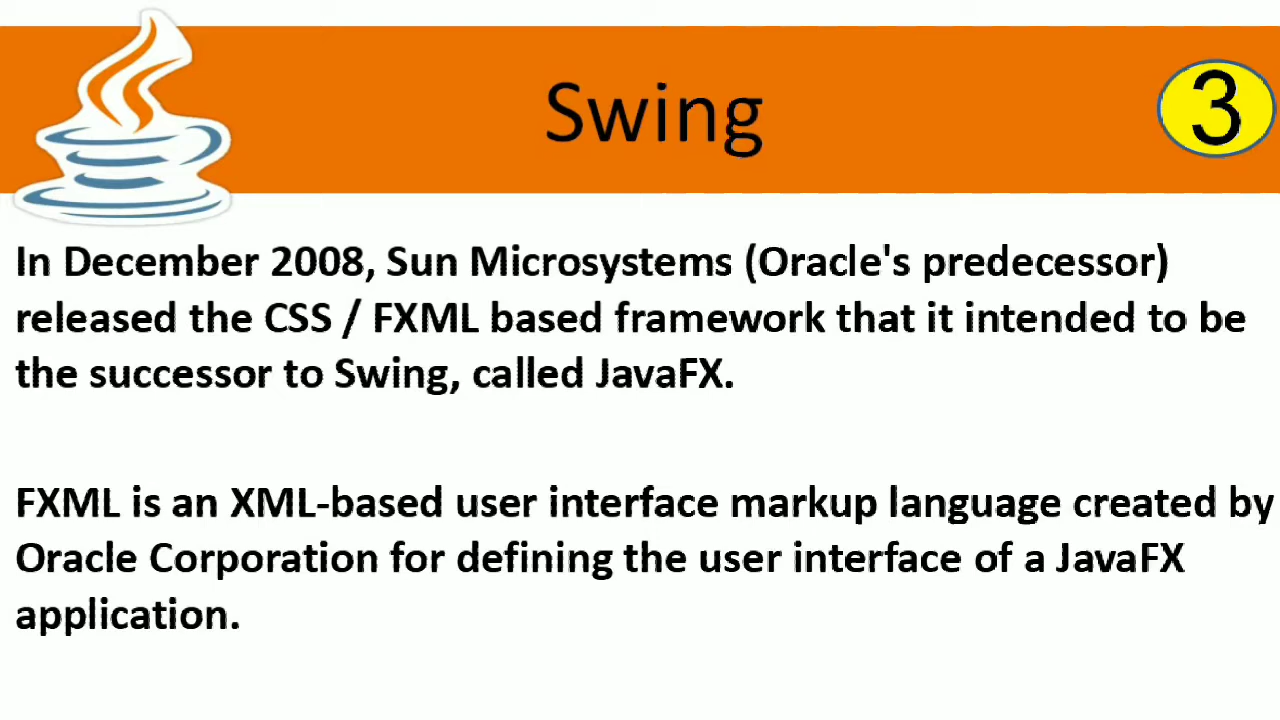 Swing
3
In December 2008, Sun Microsystems (Oracle's predecessor)
released the CSS / FXML based framework that it intended to be
the successor to Swing, called JavaFX.
FXML is an XML-based user interface markup language created by
Oracle Corporation for defining the user interface of a JavaFX
application.